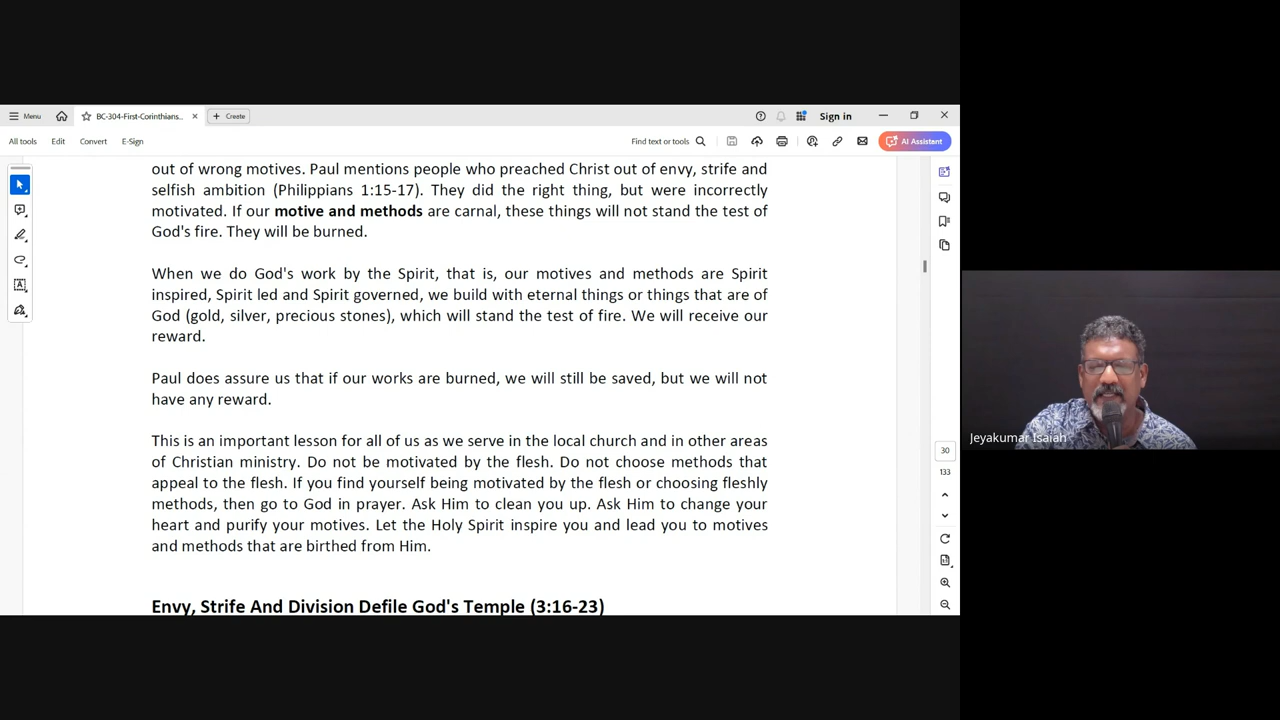 Menu
BC-304-First-Corinthians...
Create
Sign in
All tools Edit Convert E-Sign
Find text or tools
AI Assistant
out of wrong motives. Paul mentions people who preached Christ out of envy, strife and
selfish ambition (Philippians 1:15-17). They did the right thing, but were incorrectly
motivated. If our motive and methods are carnal, these things will not stand the test of
God's fire. They will be burned.
When we do God's work by the Spirit, that is, our motives and methods are Spirit
inspired, Spirit led and Spirit governed, we build with eternal things or things that are of
God (gold, silver, precious stones), which will stand the test of fire. We will receive our
reward.
Paul does assure us that if our works are burned, we will still be saved, but we will not
have any reward.
This is an important lesson for all of us as we serve in the local church and in other areas
of Christian ministry. Do not be motivated by the flesh. Do not choose methods that
appeal to the flesh. If you find yourself being motivated by the flesh or choosing fleshly
methods, then go to God in prayer. Ask Him to clean you up. Ask Him to change your
heart and purify your motives. Let the Holy Spirit inspire you and lead you to motives
and methods that are birthed from Him.
Envy, Strife And Division Defile God's Temple (3:16-23)
30
133
Jeyakumar Isaiah